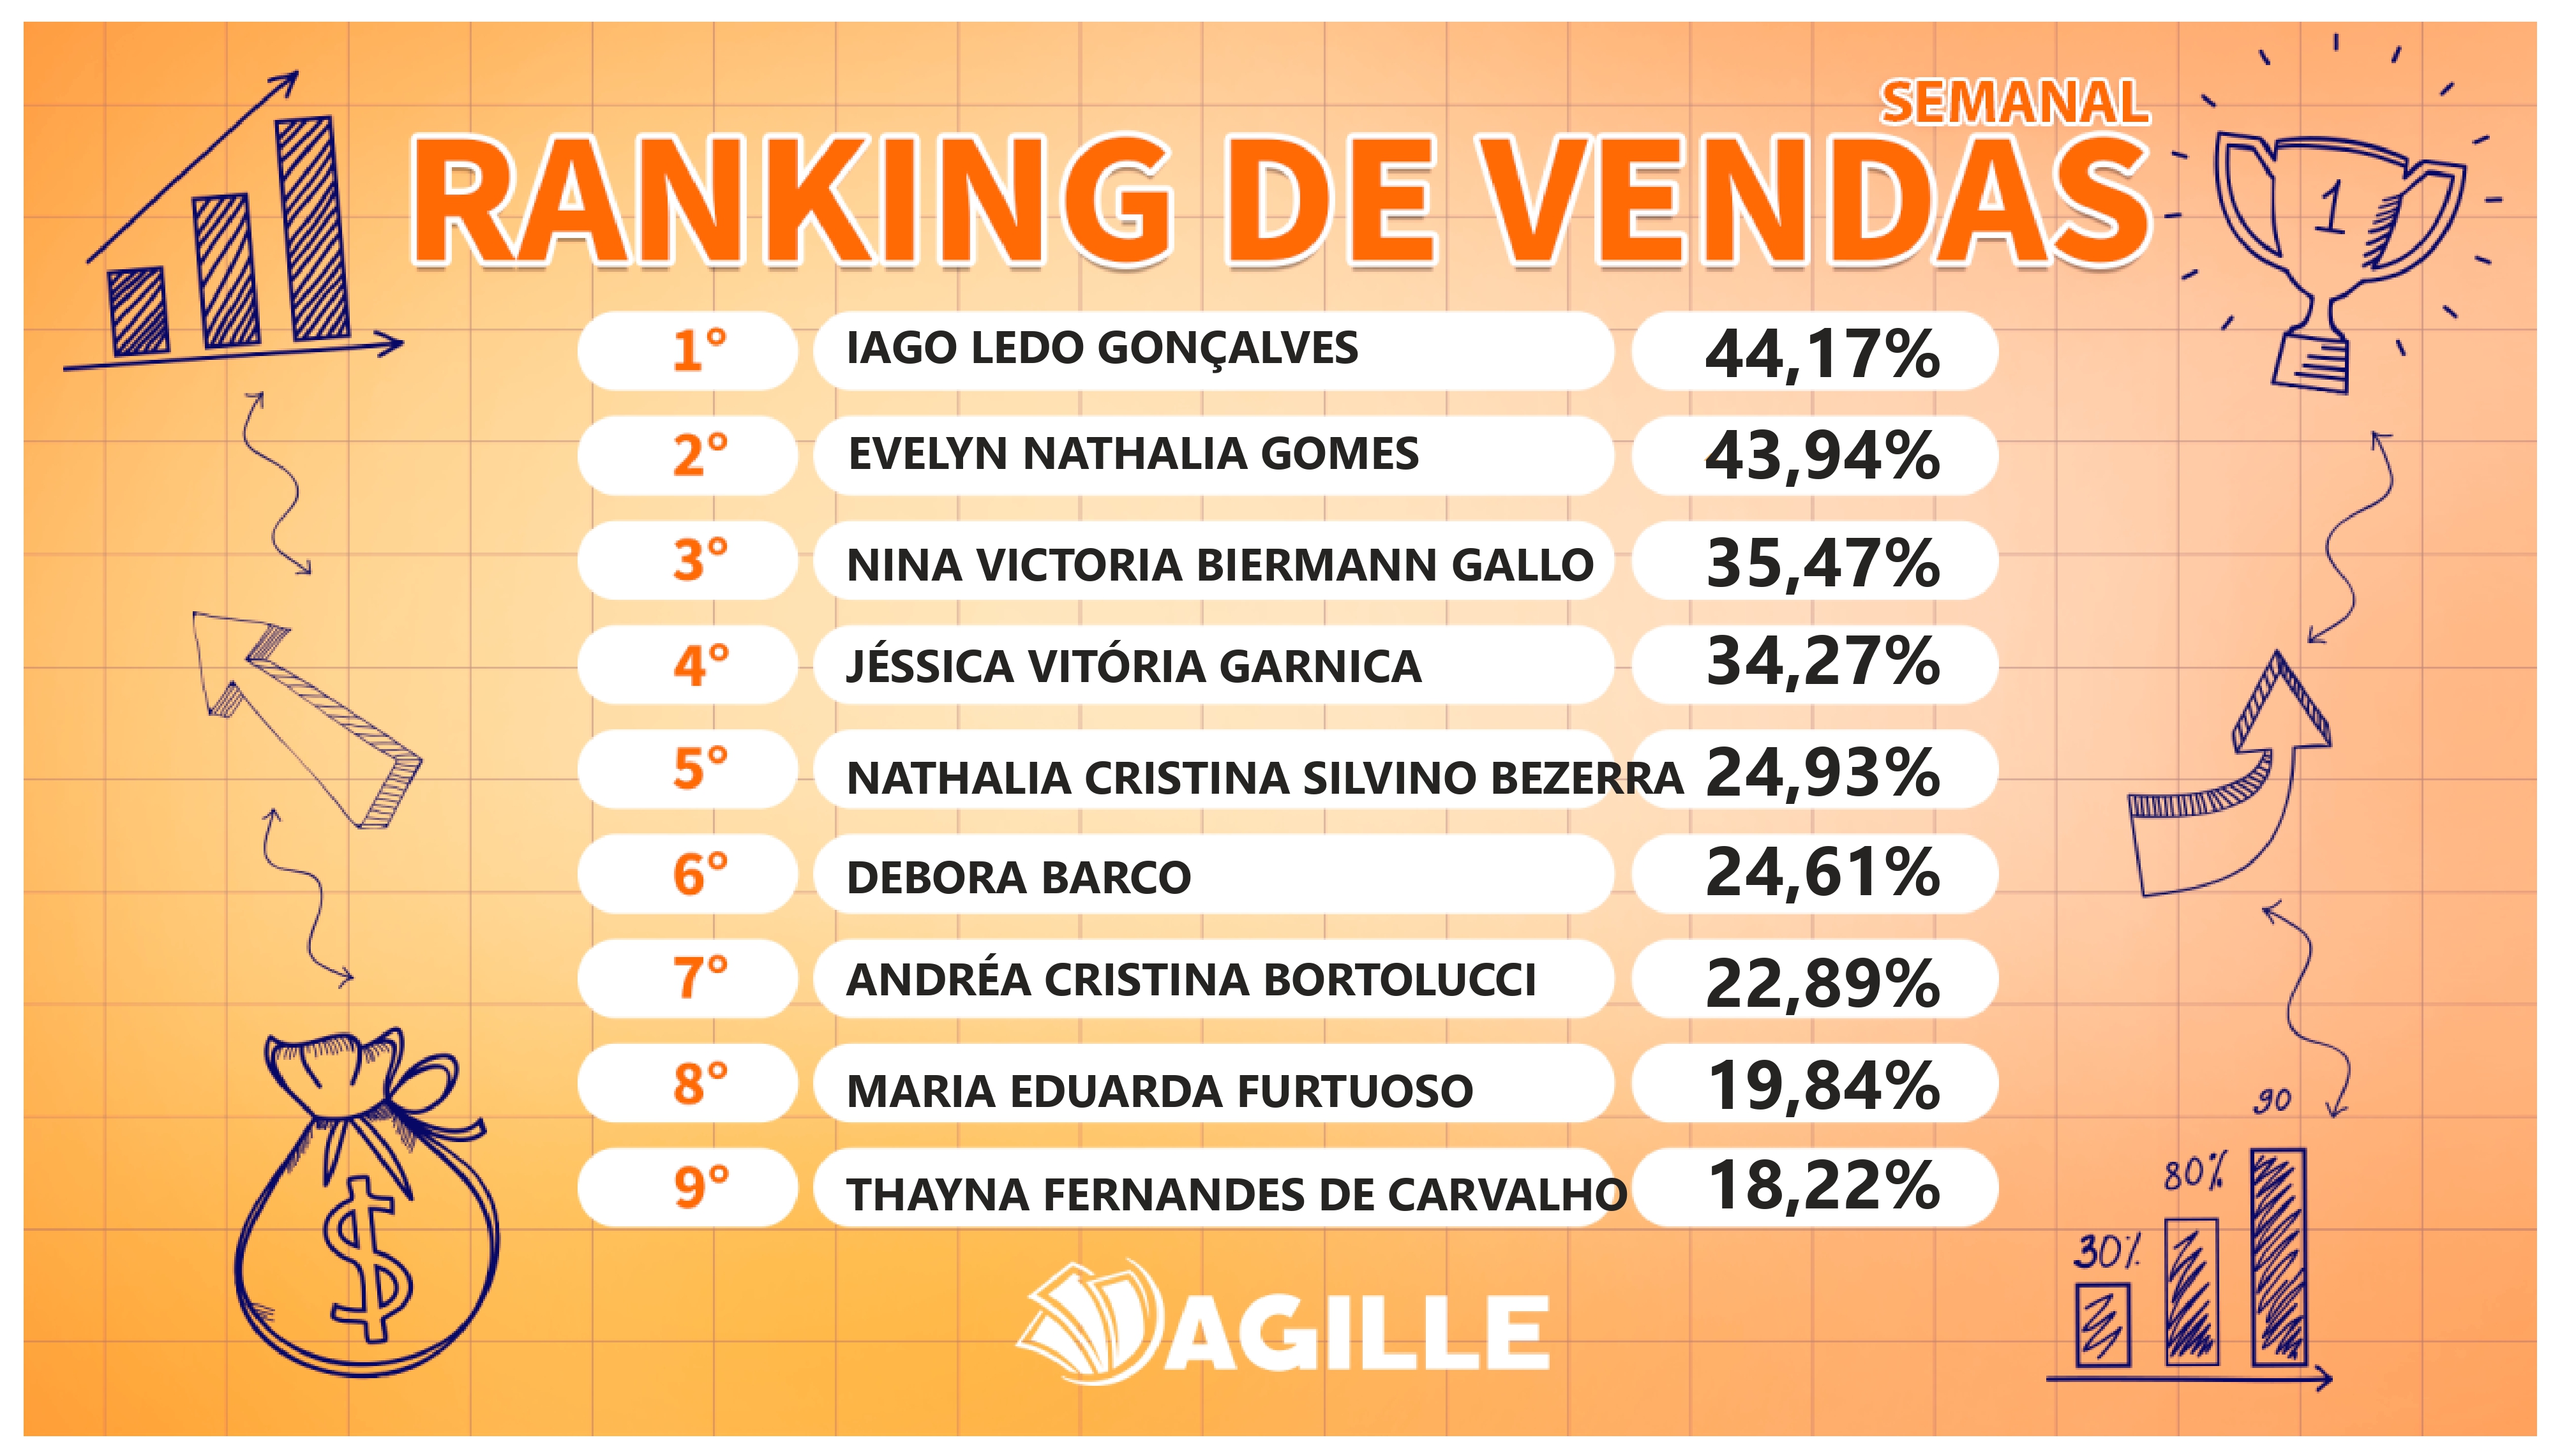 SEMANAL
RANKING DE VENDAS
1
1° IAGO LEDO GONÇALVES 44,17%
2° EVELYN NATHALIA GOMES 43,94%
3° NINA VICTORIA BIERMANN GALLO 35,47%
4° JÉSSICA VITÓRIA GARNICA 34,27%
5° NATHALIA CRISTINA SILVINO BEZERRA 24,93%
6° DEBORA BARCO 24,61%
7° ANDRÉA CRISTINA BORTOLUCCI 22,89%
8° MARIA EDUARDA FURTUOSO 19,84%
9° THAYNA FERNANDES DE CARVALHO 18,22%
$
90
80%
30%
AGILLE